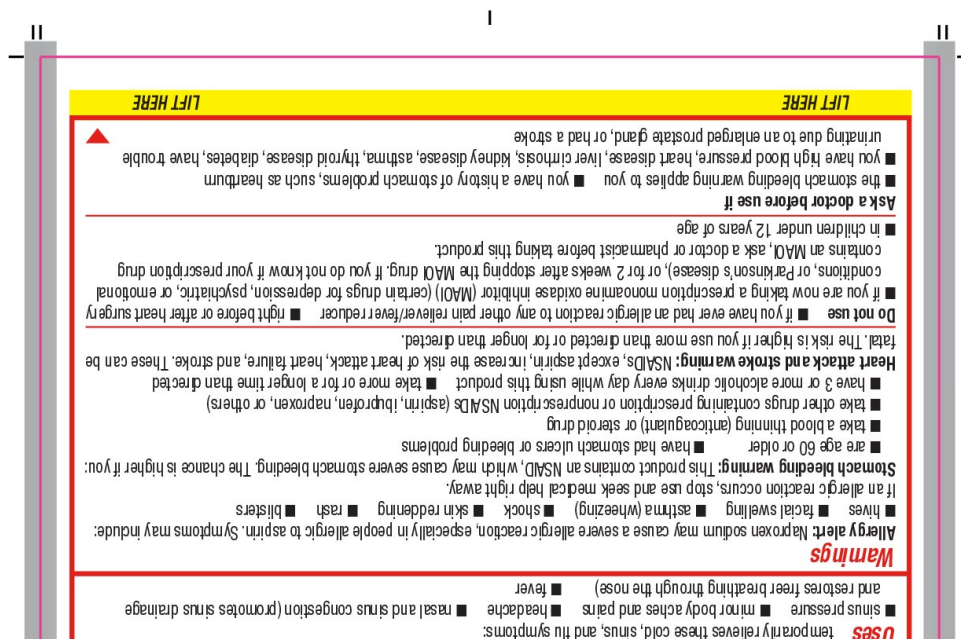 Uses temporarily relieves these cold, sinus, and flu symptoms:
■ sinus pressure ■ minor body aches and pains ■ headache ■ nasal and sinus congestion (promotes sinus drainage
and restores freer breathing through the nose) ■ fever
Warnings
Allergy alert: Naproxen sodium may cause a severe allergic reaction, especially in people allergic to aspirin. Symptoms may include:
■ hives ■ facial swelling ■ asthma (wheezing) ■ shock ■ skin reddening ■ rash ■ blisters
If an allergic reaction occurs, stop use and seek medical help right away.
Stomach bleeding warning: This product contains an NSAID, which may cause severe stomach bleeding. The chance is higher if you:
■ are age 60 or older ■ have had stomach ulcers or bleeding problems
■ take a blood thinning (anticoagulant) or steroid drug
■ take other drugs containing prescription or nonprescription NSAIDs (aspirin, ibuprofen, naproxen, or others)
■ have 3 or more alcoholic drinks every day while using this product ■ take more or for a longer time than directed
Heart attack and stroke warning: NSAIDs, except aspirin, increase the risk of heart attack, heart failure, and stroke. These can be
fatal. The risk is higher if you use more than directed or for longer than directed.
Do not use ■ if you have ever had an allergic reaction to any other pain reliever/fever reducer ■ right before or after heart surgery
■ if you are now taking a prescription monoamine oxidase inhibitor (MAOI) (certain drugs for depression, psychiatric, or emotional
conditions, or Parkinson's disease), or for 2 weeks after stopping the MAOI drug. If you do not know if your prescription drug
contains an MAOI, ask a doctor or pharmacist before taking this product.
■ in children under 12 years of age
Ask a doctor before use if
■ the stomach bleeding warning applies to you ■ you have a history of stomach problems, such as heartburn
■ you have high blood pressure, heart disease, liver cirrhosis, kidney disease, asthma, thyroid disease, diabetes, have trouble
urinating due to an enlarged prostate gland, or had a stroke
LIFT HERE LIFT HERE